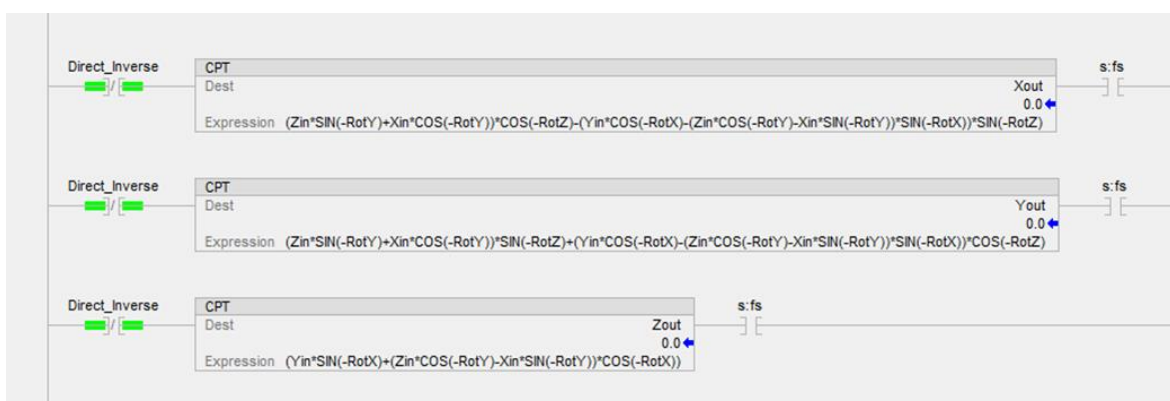 Direct_Inverse CPT s:fs
Dest Xout
0.0
Expression (Zin*SIN(-RotY)+Xin*COS(-RotY))*COS(-RotZ)-(Yin*COS(-RotX)-(Zin*COS(-RotY)-Xin*SIN(-RotY))*SIN(-RotX))*SIN(-RotZ)
Direct_Inverse CPT s:fs
Dest Yout
0.0
Expression (Zin*SIN(-RotY)+Xin*COS(-RotY))*SIN(-RotZ)+(Yin*COS(-RotX)-(Zin*COS(-RotY)-Xin*SIN(-RotY))*SIN(-RotX))*COS(-RotZ)
Direct_Inverse CPT s:fs
Dest Zout
0.0
Expression (Yin*SIN(-RotX)+(Zin*COS(-RotY)-Xin*SIN(-RotY))*COS(-RotX))